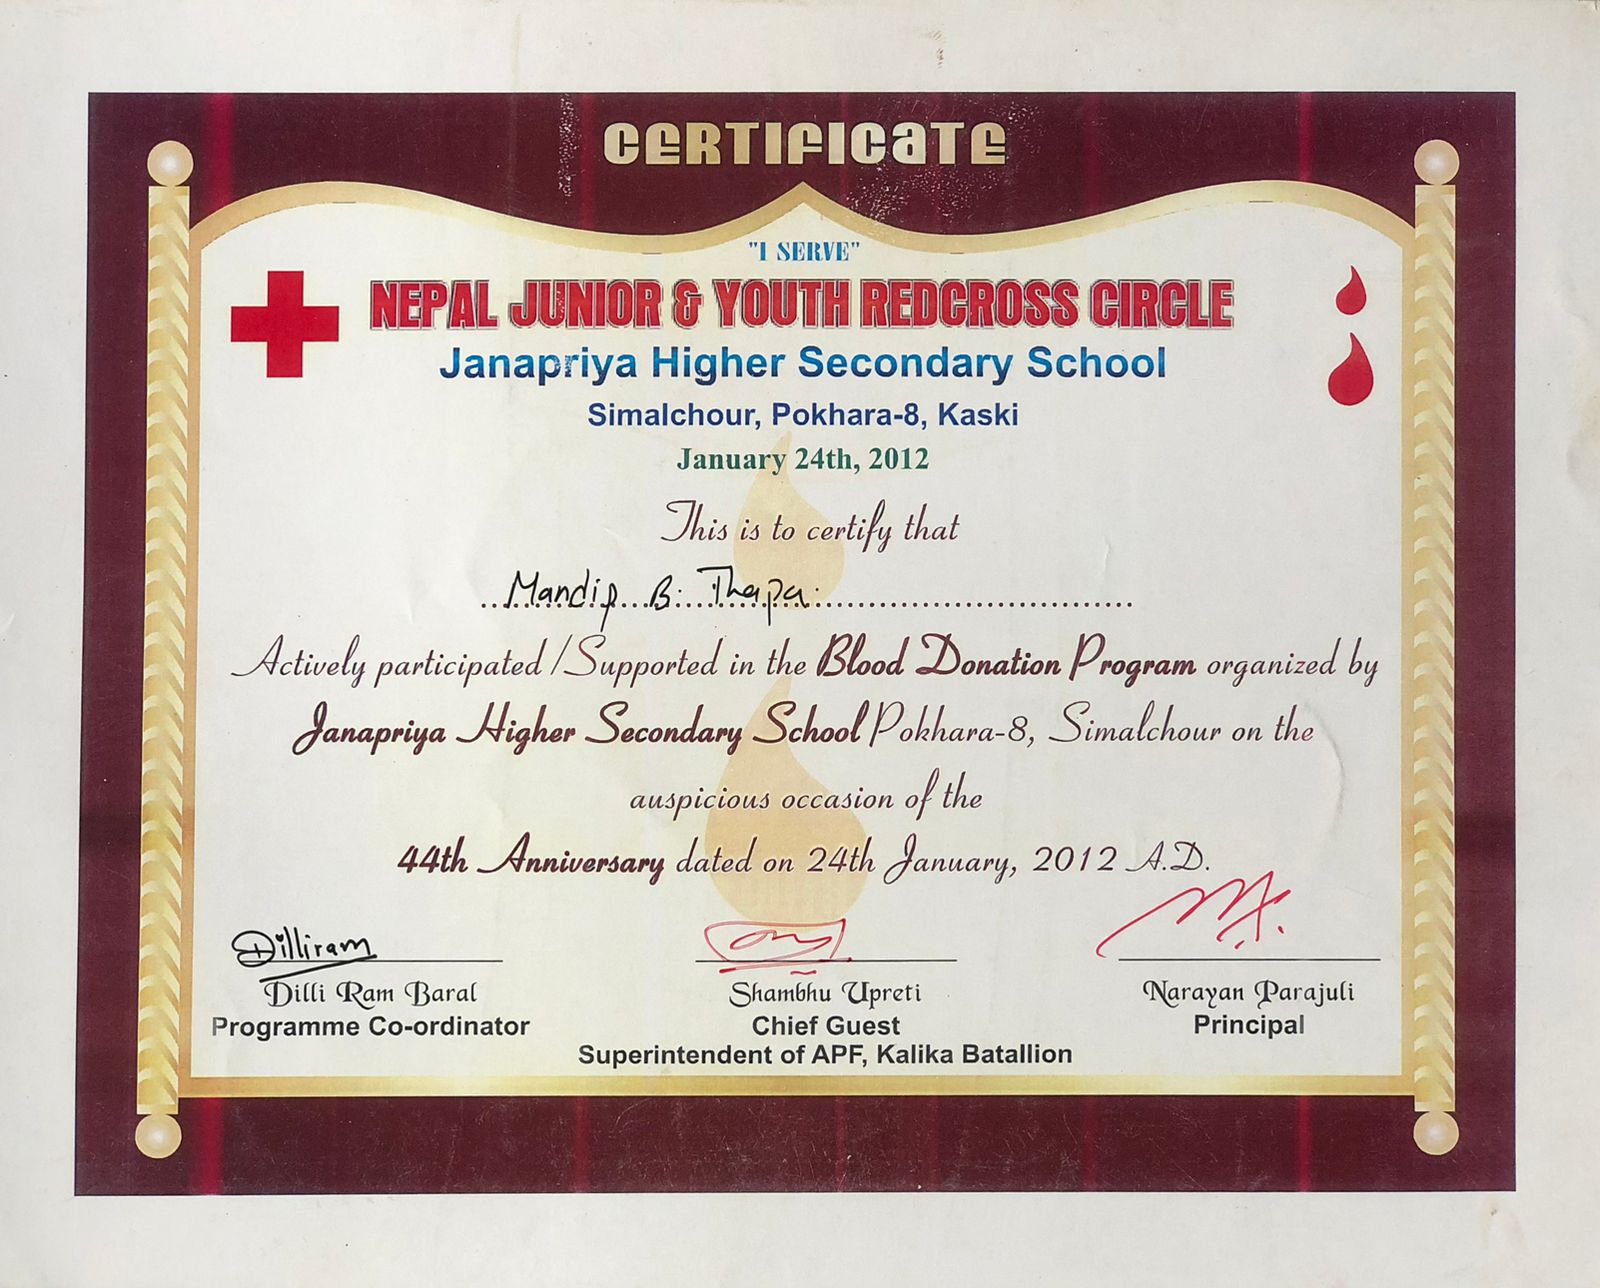 CERTIFICATE
"I SERVE"
NEPAL JUNIOR & YOUTH REDCROSS CIRCLE
Janapriya Higher Secondary School
Simalchour, Pokhara-8, Kaski
January 24th, 2012
This is to certify that
Mandip B. Thapa
Actively participated/Supported in the Blood Donation Program organized by
Janapriya Higher Secondary School Pokhara-8, Simalchour on the
auspicious occasion of the
44th Anniversary dated on 24th January, 2012 A.D.
Dilliram
Dilli Ram Baral
Programme Co-ordinator
Shambhu Upreti
Chief Guest
Superintendent of APF, Kalika Batallion
Narayan Parajuli
Principal